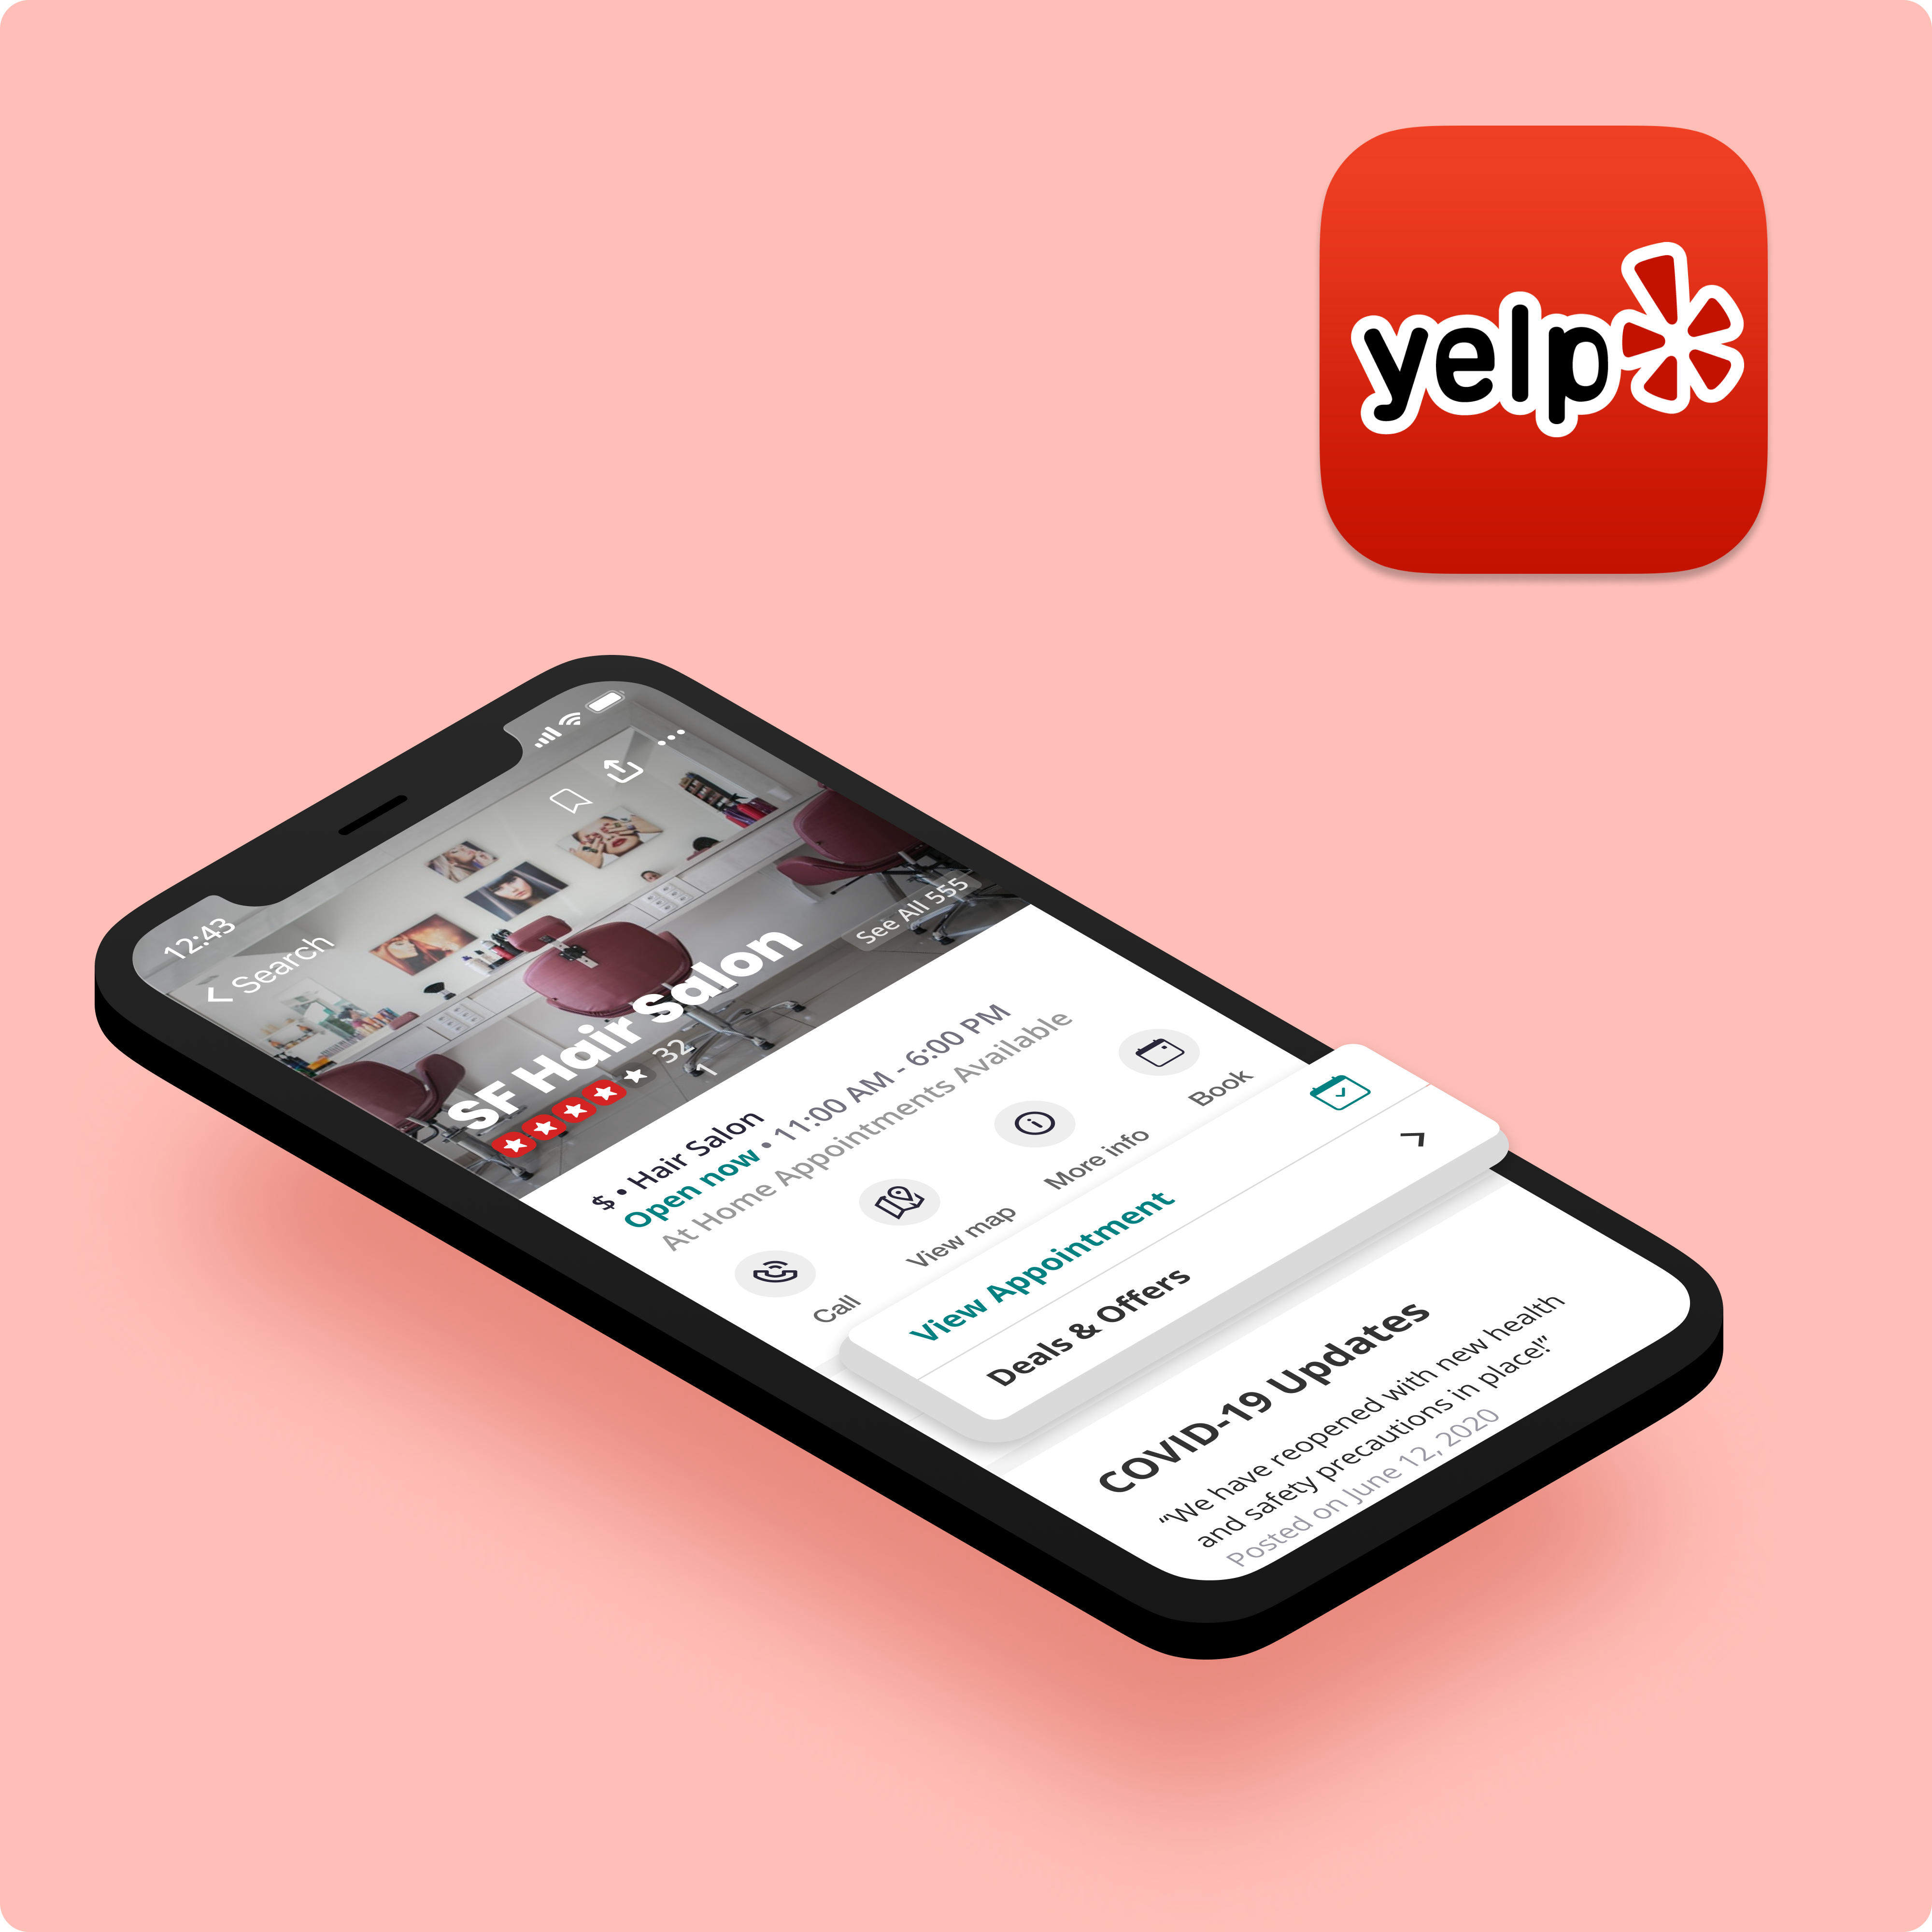 yelp
12:43
Search
See All 555
SF Hair Salon
32
1
$ • Hair Salon
Open now • 11:00 AM - 6:00 PM
At Home Appointments Available
Call
View map
More info
Book
View Appointment
Deals & Offers
COVID-19 Updates
“We have reopened with new health
and safety precautions in place!”
Posted on June 12, 2020